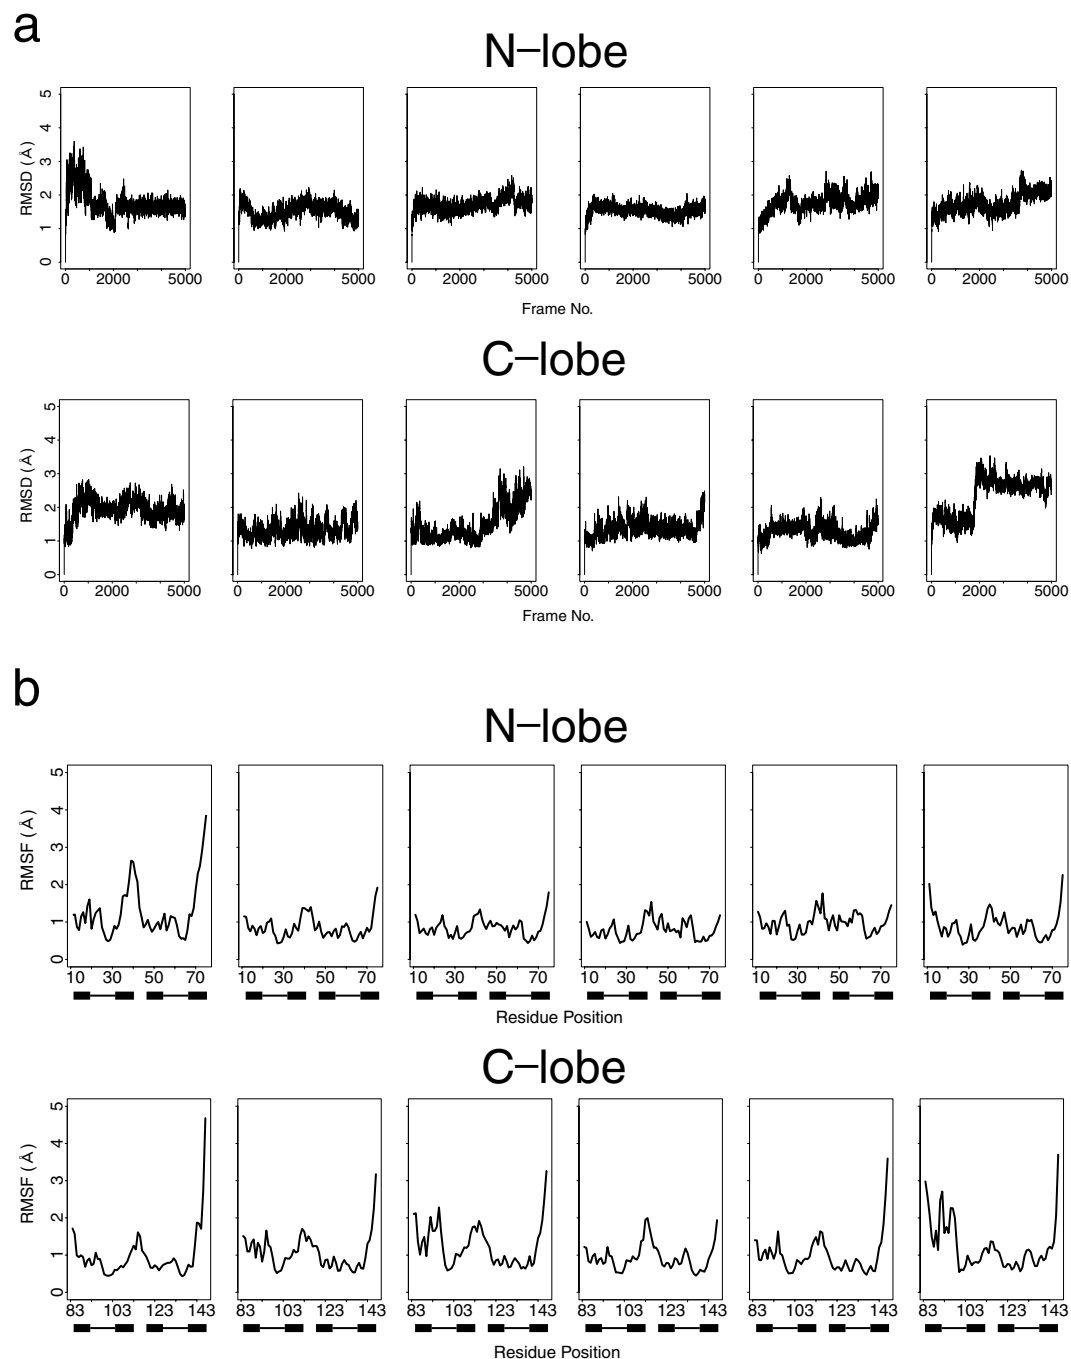 a
N–lobe
RMSD (Å)
5
4
3
2
1
0
0 2000 5000 0 2000 5000 0 2000 5000 0 2000 5000 0 2000 5000 0 2000 5000
Frame No.
C–lobe
RMSD (Å)
5
4
3
2
1
0
0 2000 5000 0 2000 5000 0 2000 5000 0 2000 5000 0 2000 5000 0 2000 5000
Frame No.
b
N–lobe
RMSF (Å)
5
4
3
2
1
0
10 30 50 70 10 30 50 70 10 30 50 70 10 30 50 70 10 30 50 70 10 30 50 70
Residue Position
C–lobe
RMSF (Å)
5
4
3
2
1
0
83 103 123 143 83 103 123 143 83 103 123 143 83 103 123 143 83 103 123 143 83 103 123 143
Residue Position